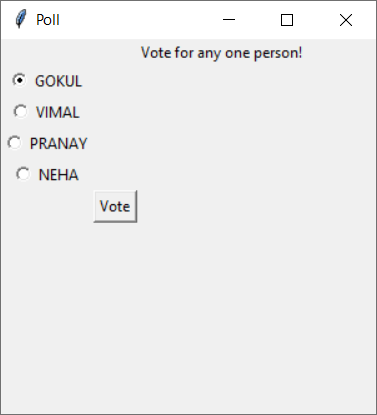 Poll
Vote for any one person!
GOKUL
VIMAL
PRANAY
NEHA
Vote